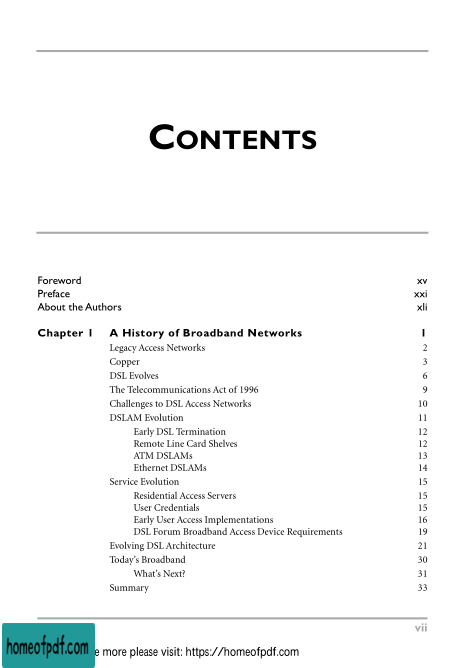 CONTENTS
Foreword xv
Preface xxi
About the Authors xli
Chapter 1 A History of Broadband Networks 1
Legacy Access Networks 2
Copper 3
DSL Evolves 6
The Telecommunications Act of 1996 9
Challenges to DSL Access Networks 10
DSLAM Evolution 11
Early DSL Termination 12
Remote Line Card Shelves 12
ATM DSLAMs 13
Ethernet DSLAMs 14
Service Evolution 15
Residential Access Servers 15
User Credentials 15
Early User Access Implementations 16
DSL Forum Broadband Access Device Requirements 19
Evolving DSL Architecture 21
Today's Broadband 30
What's Next? 31
Summary 33
vii
homeofpdf.com
e more please visit: https://homeofpdf.com